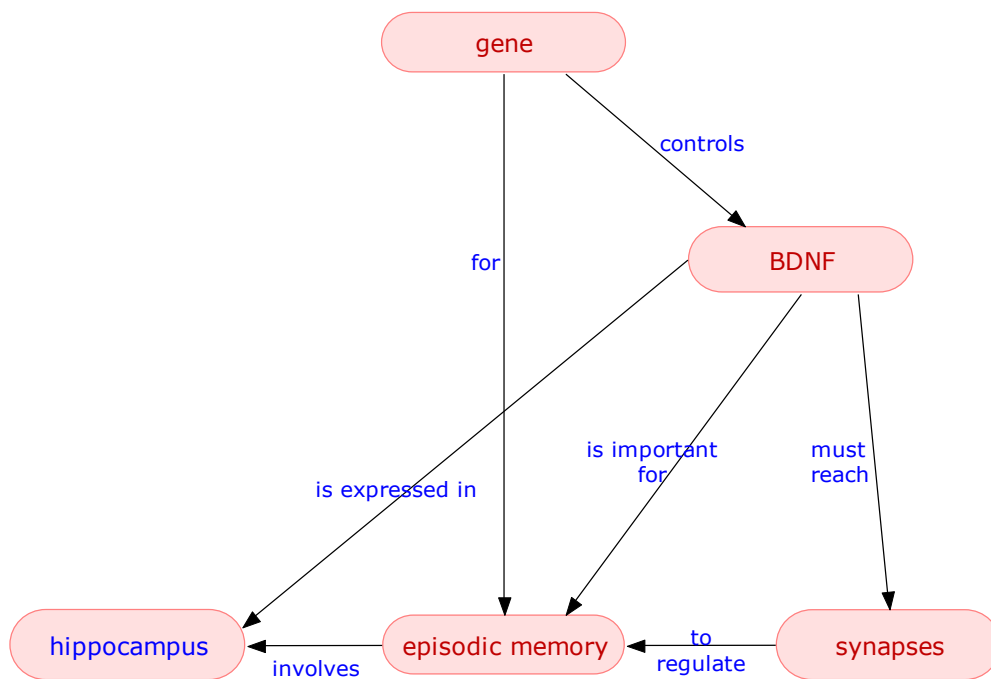 gene
controls
BDNF
for
is important
for
must
reach
is expressed in
hippocampus
involves
episodic memory
to
regulate
synapses